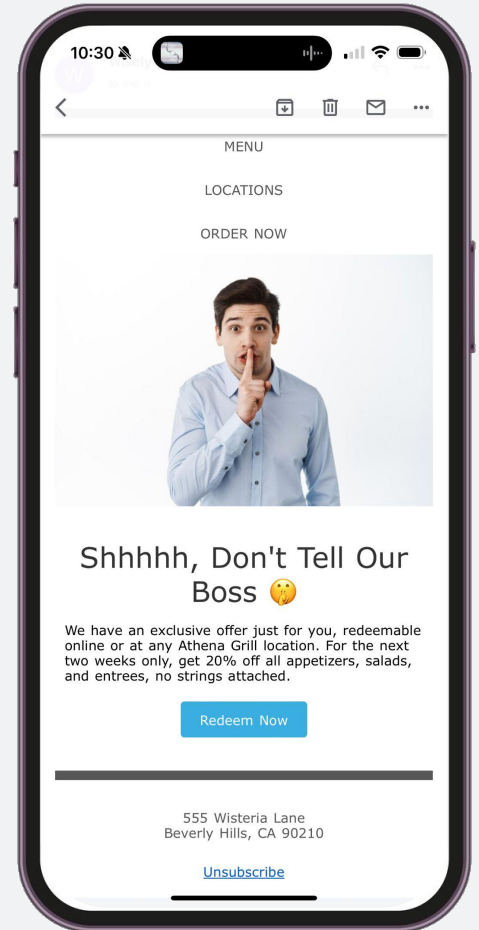 10:30
MENU
LOCATIONS
ORDER NOW
Shhhhh, Don't Tell Our
Boss 🤫
We have an exclusive offer just for you, redeemable
online or at any Athena Grill location. For the next
two weeks only, get 20% off all appetizers, salads,
and entrees, no strings attached.
Redeem Now
555 Wisteria Lane
Beverly Hills, CA 90210
Unsubscribe